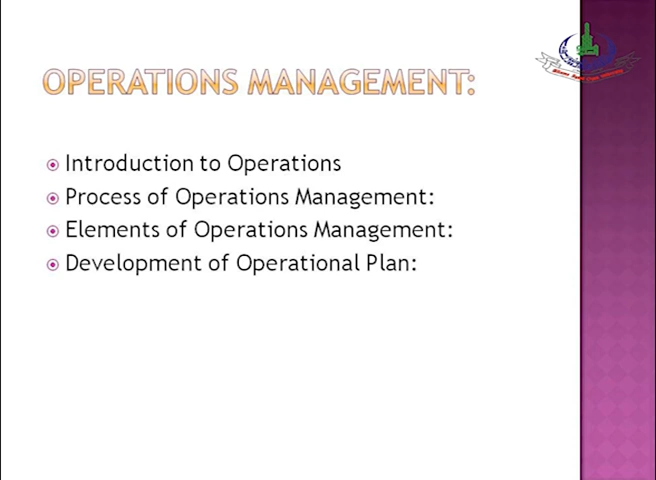 OPERATIONS MANAGEMENT:
Introduction to Operations
Process of Operations Management:
Elements of Operations Management:
Development of Operational Plan: